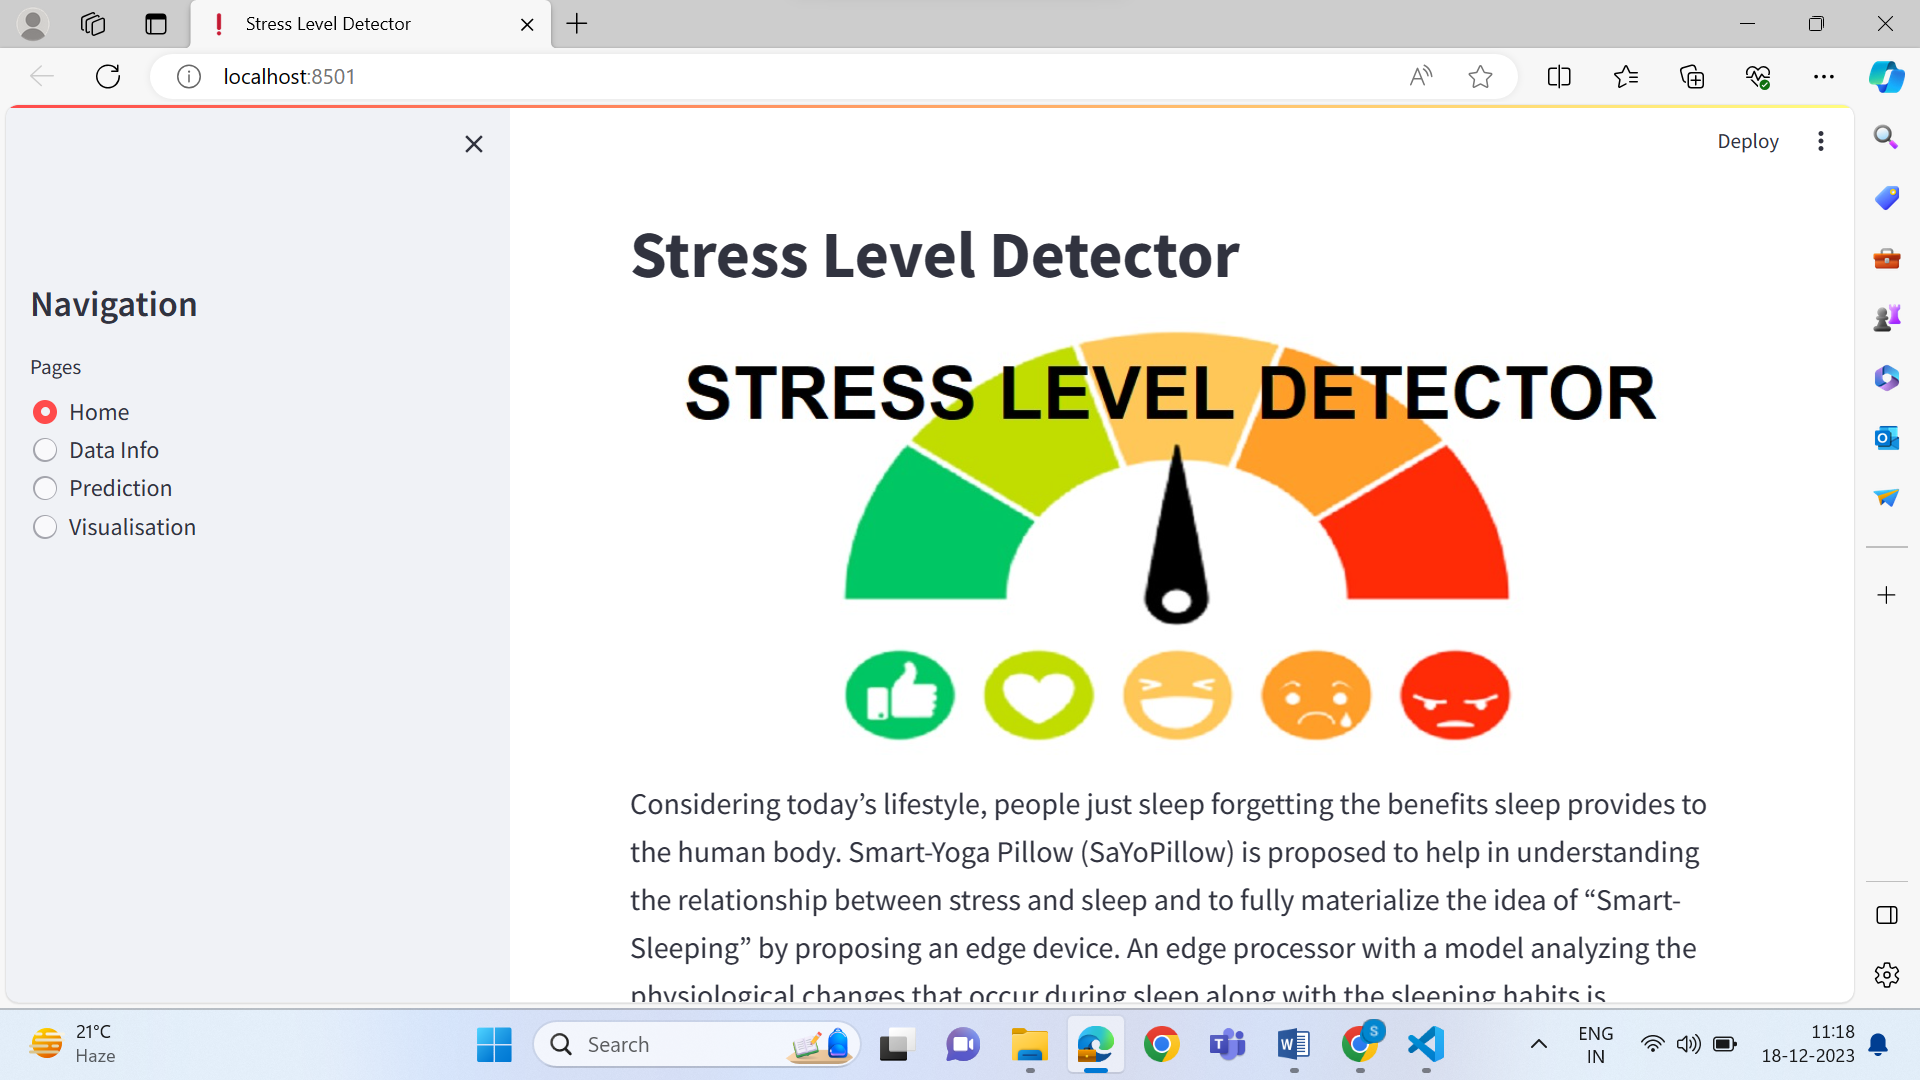 Stress Level Detector
localhost:8501
Deploy
Navigation
Pages
Home
Data Info
Prediction
Visualisation
Stress Level Detector
STRESS LEVEL DETECTOR
Considering today’s lifestyle, people just sleep forgetting the benefits sleep provides to
the human body. Smart-Yoga Pillow (SaYoPillow) is proposed to help in understanding
the relationship between stress and sleep and to fully materialize the idea of “Smart-
Sleeping” by proposing an edge device. An edge processor with a model analyzing the
physiological changes that occur during sleep along with the sleeping habits is
21°C
Haze
Search
S
ENG
IN
11:18
18-12-2023